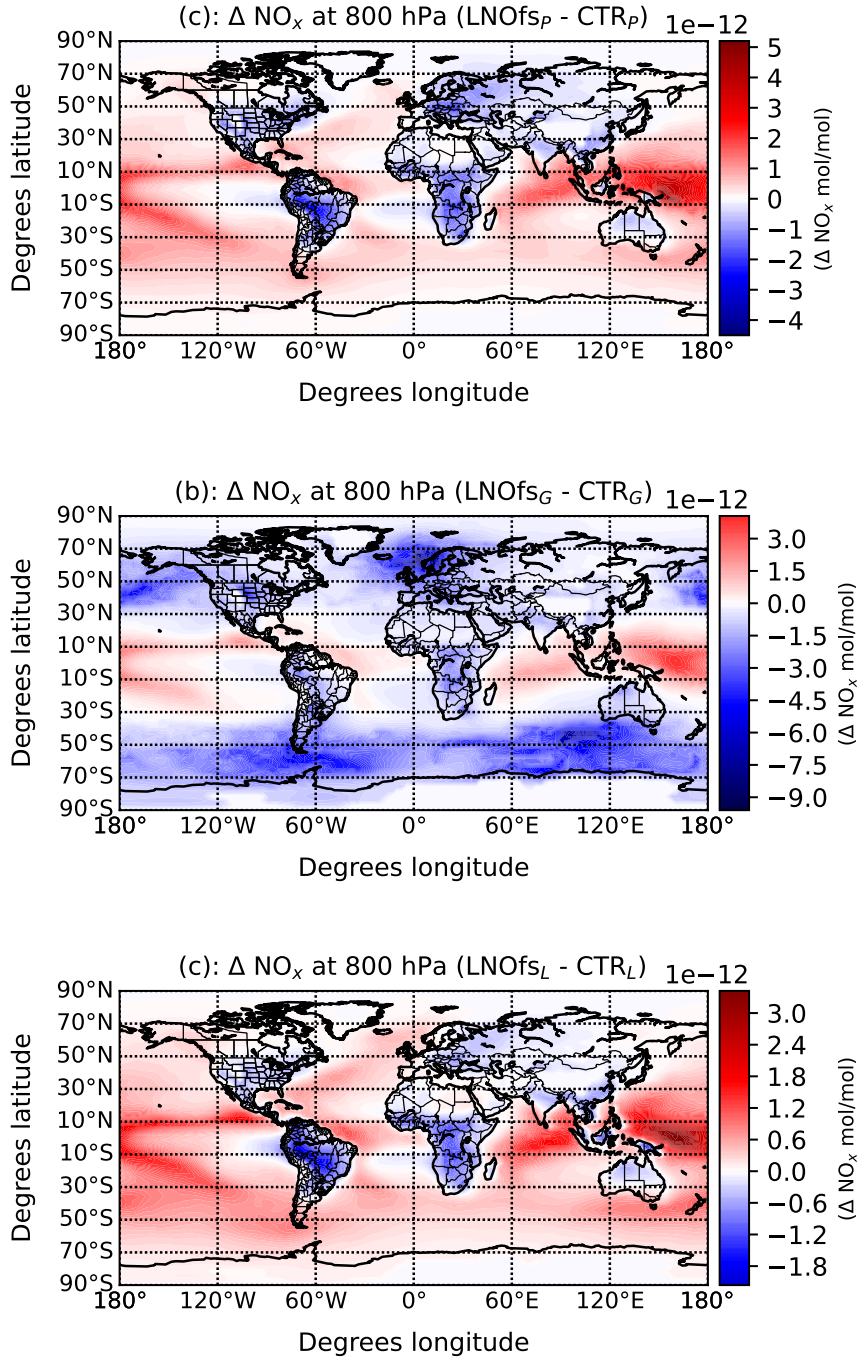 (c): Δ NOₓ at 800 hPa (LNOfs_P - CTR_P)
1e−12
90°N
70°N
50°N
30°N
10°N
10°S
30°S
50°S
70°S
90°S
Degrees latitude
180° 120°W 60°W 0° 60°E 120°E 180°
Degrees longitude
5
4
3
2
1
0
−1
−2
−3
−4
(Δ NOₓ mol/mol)
(b): Δ NOₓ at 800 hPa (LNOfs_G - CTR_G)
1e−12
90°N
70°N
50°N
30°N
10°N
10°S
30°S
50°S
70°S
90°S
Degrees latitude
180° 120°W 60°W 0° 60°E 120°E 180°
Degrees longitude
3.0
1.5
0.0
−1.5
−3.0
−4.5
−6.0
−7.5
−9.0
(Δ NOₓ mol/mol)
(c): Δ NOₓ at 800 hPa (LNOfs_L - CTR_L)
1e−12
90°N
70°N
50°N
30°N
10°N
10°S
30°S
50°S
70°S
90°S
Degrees latitude
180° 120°W 60°W 0° 60°E 120°E 180°
Degrees longitude
3.0
2.4
1.8
1.2
0.6
0.0
−0.6
−1.2
−1.8
(Δ NOₓ mol/mol)